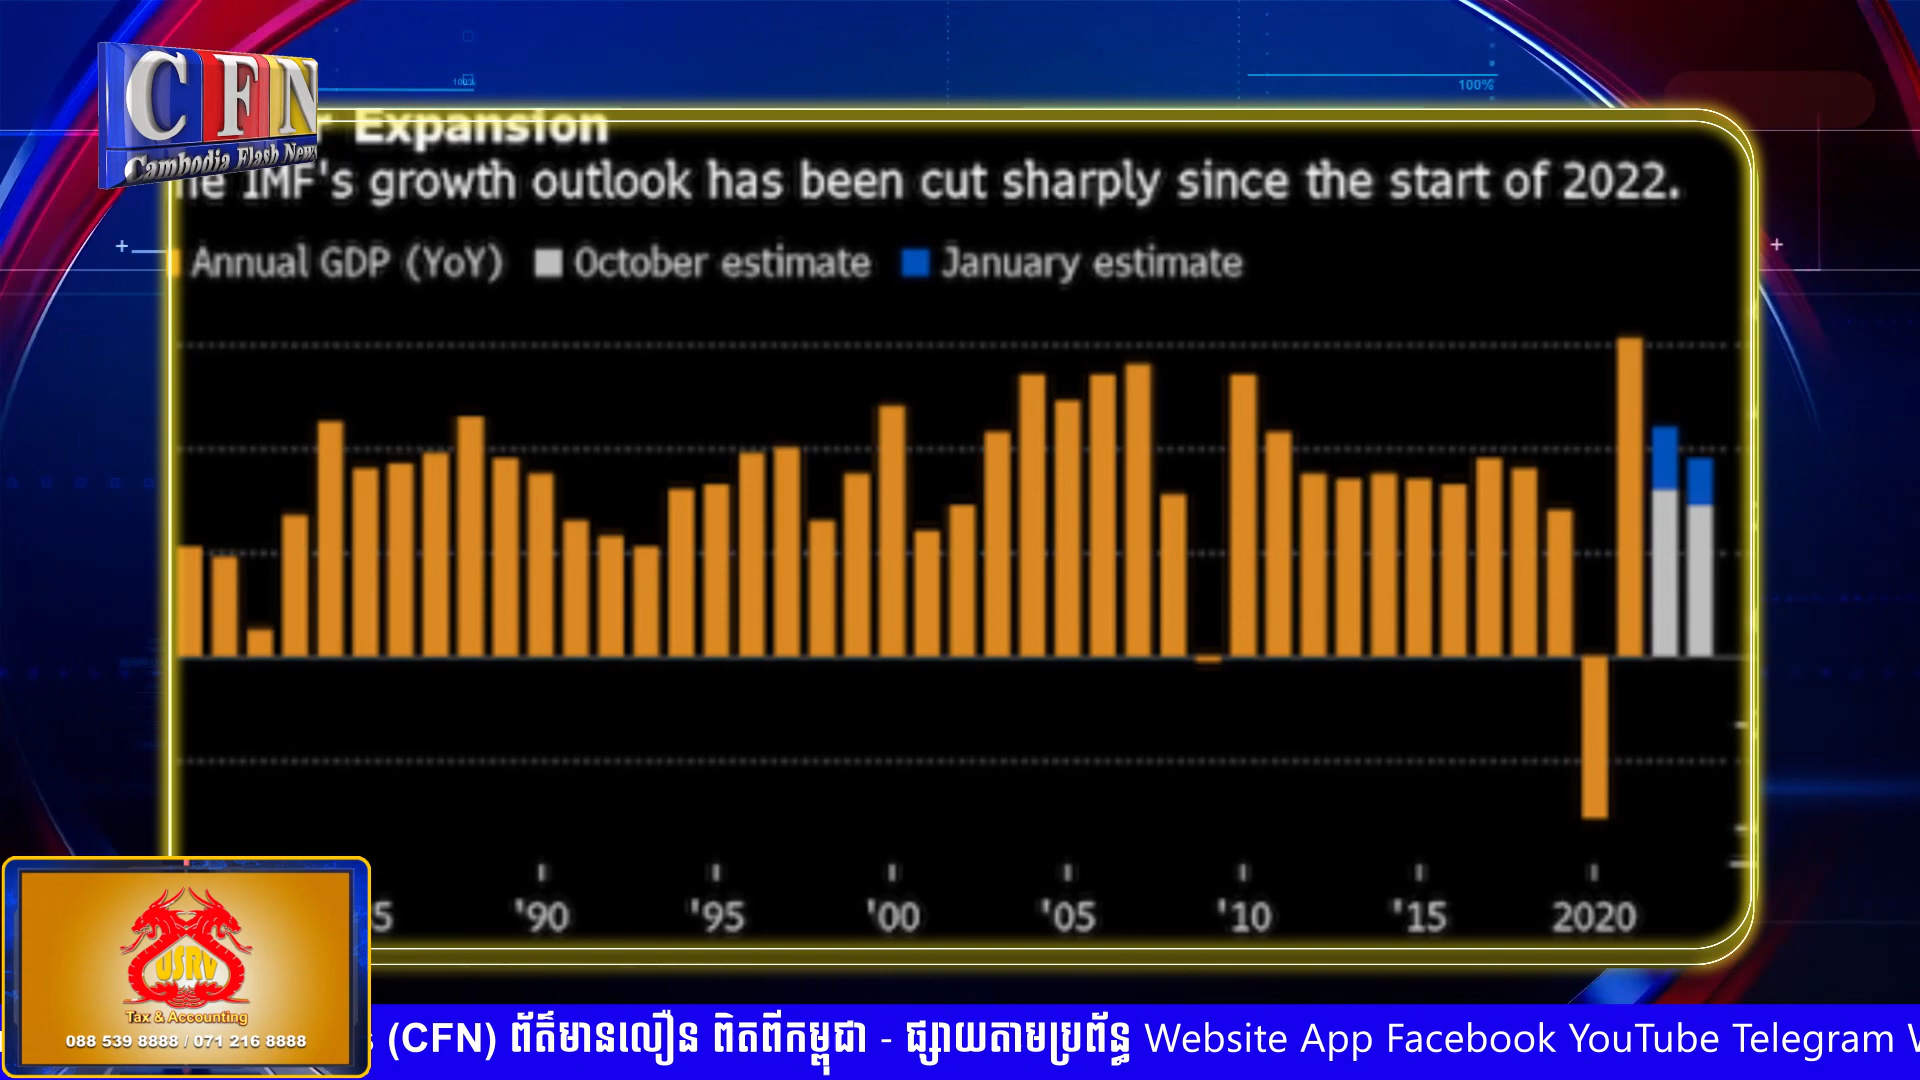 CFN
Cambodia Flash News
100%
100%
Expansion
he IMF's growth outlook has been cut sharply since the start of 2022.
Annual GDP (YoY) October estimate January estimate
5 '90 '95 '00 '05 '10 '15 2020
USRV
Tax & Accounting
088 539 8888 / 071 216 8888
(CFN) ព័ត៌មានលឿន ពិតពីកម្ពុជា - ផ្សាយតាមប្រព័ន្ធ Website App Facebook YouTube Telegram